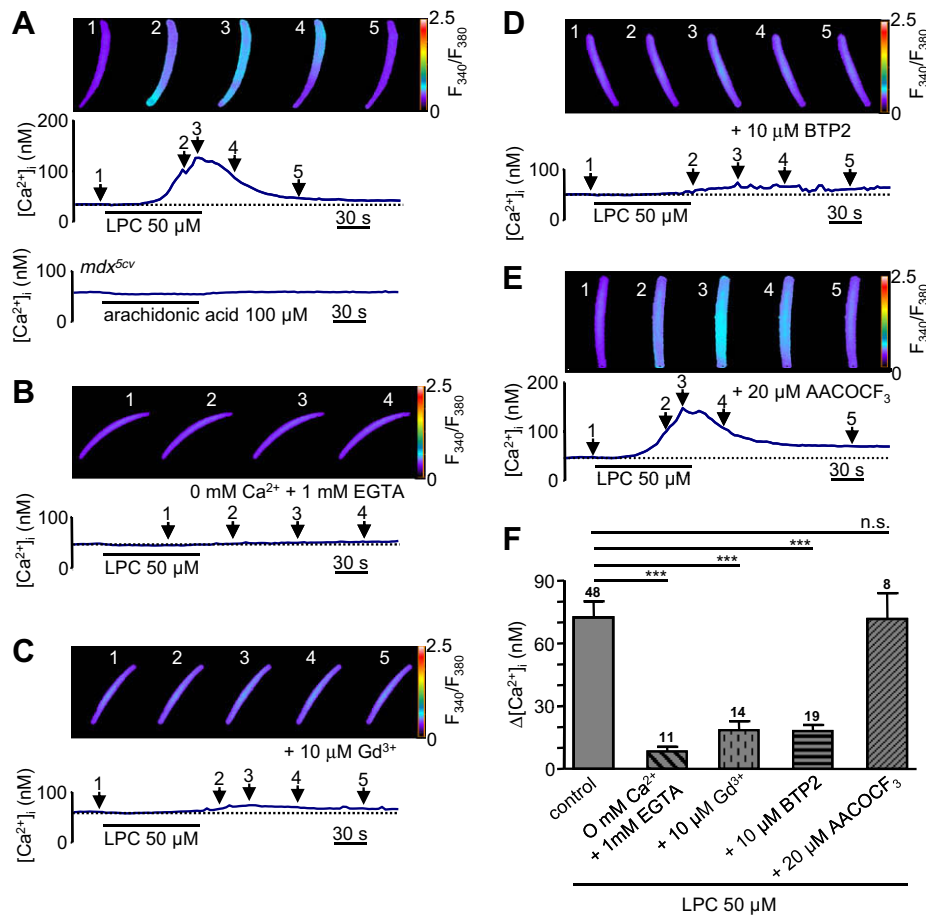 A
1 2 3 4 5
2.5
F340/F380
0
[Ca²⁺]i (nM)
200
100
0
1 2 3 4 5
LPC 50 µM
30 s
[Ca²⁺]i (nM)
100
0
mdx⁵ᶜᵛ
arachidonic acid 100 µM
30 s
B
1 2 3 4
2.5
F340/F380
0
0 mM Ca²⁺ + 1 mM EGTA
[Ca²⁺]i (nM)
100
0
1 2 3 4
LPC 50 µM
30 s
C
1 2 3 4 5
2.5
F340/F380
0
+ 10 µM Gd³⁺
[Ca²⁺]i (nM)
100
0
1 2 3 4 5
LPC 50 µM
30 s
D
1 2 3 4 5
2.5
F340/F380
0
+ 10 µM BTP2
[Ca²⁺]i (nM)
100
0
1 2 3 4 5
LPC 50 µM
30 s
E
1 2 3 4 5
2.5
F340/F380
0
+ 20 µM AACOCF₃
[Ca²⁺]i (nM)
200
100
0
1 2 3 4 5
LPC 50 µM
30 s
F
n.s.
***
***
***
Δ[Ca²⁺]i (nM)
90
60
30
0
48
11
14
19
8
control
O mM Ca²⁺
+ 1mM EGTA
+ 10 µM Gd³⁺
+ 10 µM BTP2
+ 20 µM AACOCF₃
LPC 50 µM